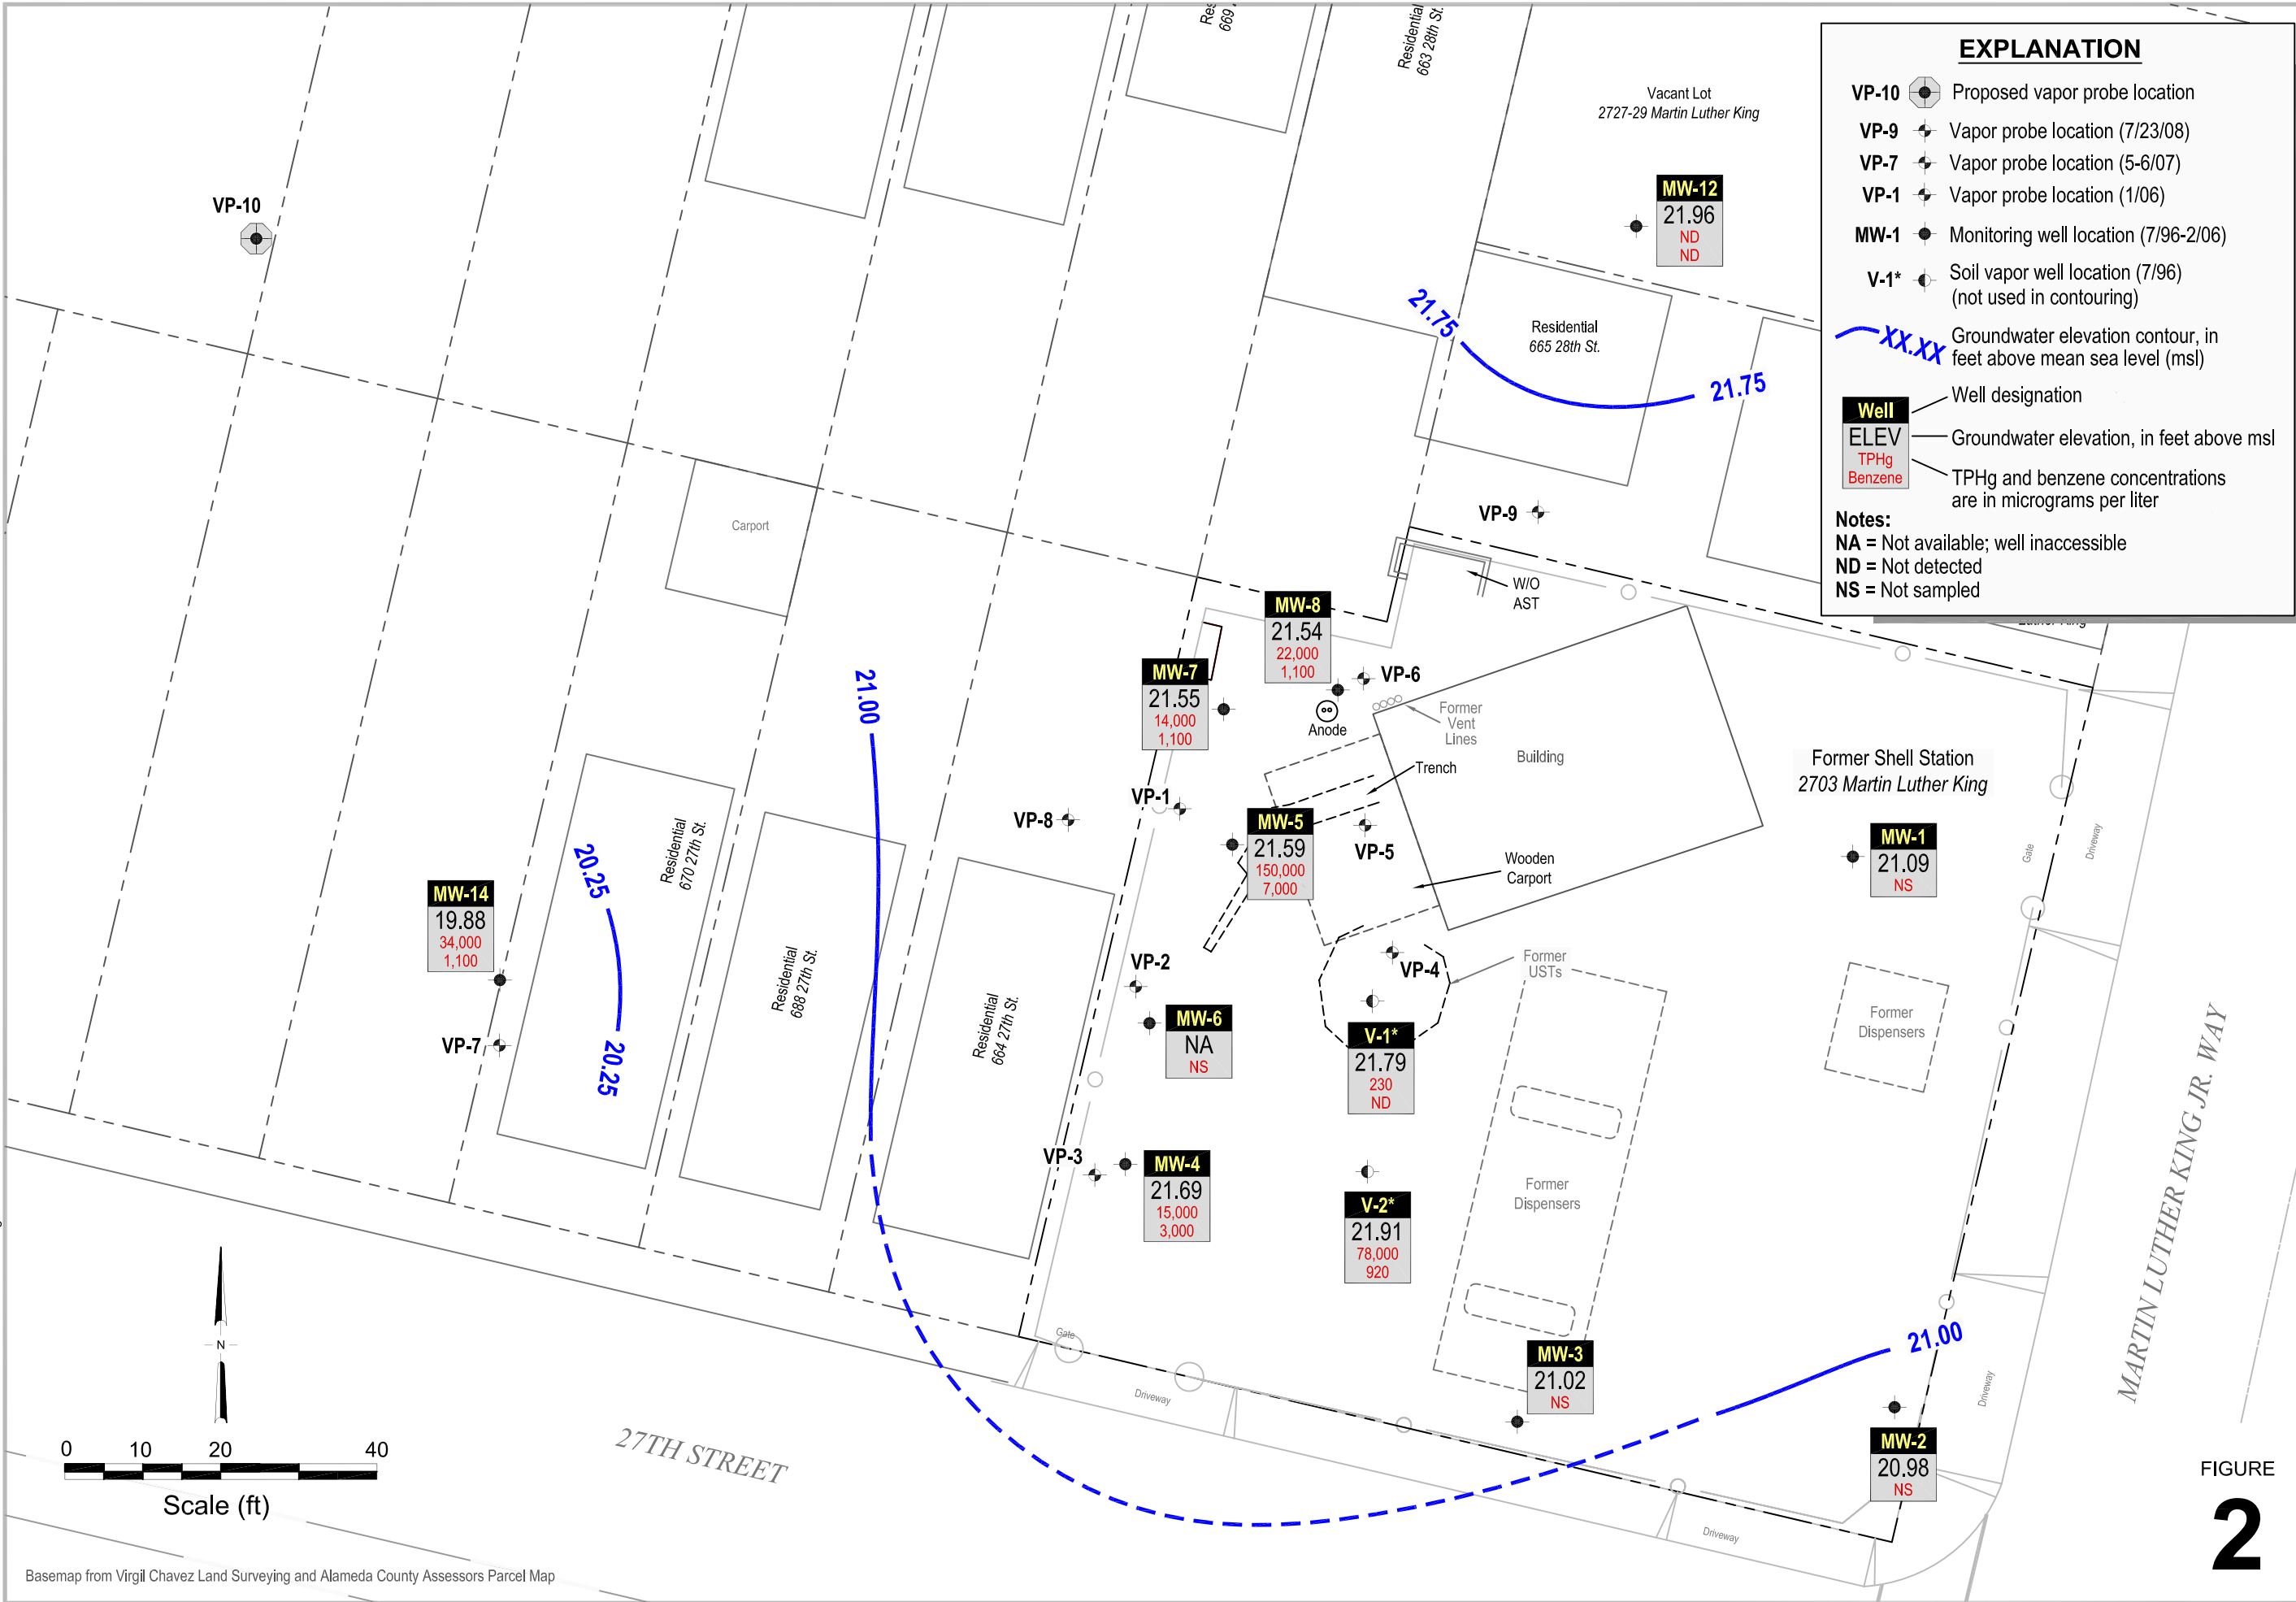 Residential
663 28th St.
669
EXPLANATION
VP-10 Proposed vapor probe location
VP-9 Vapor probe location (7/23/08)
VP-7 Vapor probe location (5-6/07)
VP-1 Vapor probe location (1/06)
MW-1 Monitoring well location (7/96-2/06)
V-1* Soil vapor well location (7/96)
(not used in contouring)
XX.XX Groundwater elevation contour, in
feet above mean sea level (msl)
Well
ELEV
TPHg
Benzene
Well designation
Groundwater elevation, in feet above msl
TPHg and benzene concentrations
are in micrograms per liter
Notes:
NA = Not available; well inaccessible
ND = Not detected
NS = Not sampled
Vacant Lot
2727-29 Martin Luther King
VP-10
MW-12
21.96
ND
ND
21.75
21.75
Residential
665 28th St.
Carport
VP-9
W/O
AST
MW-8
21.54
22,000
1,100
MW-7
21.55
14,000
1,100
VP-6
Anode
Former
Vent
Lines
Building
Trench
Former Shell Station
2703 Martin Luther King
21.00
VP-8
VP-1
MW-5
21.59
150,000
7,000
VP-5
Wooden
Carport
MW-1
21.09
NS
Gate
Driveway
Residential
670 27th St.
20.25
20.25
MW-14
19.88
34,000
1,100
VP-7
Residential
688 27th St.
Residential
664 27th St.
VP-2
MW-6
NA
NS
VP-4
Former
USTs
V-1*
21.79
230
ND
Former
Dispensers
VP-3
MW-4
21.69
15,000
3,000
V-2*
21.91
78,000
920
Former
Dispensers
MW-3
21.02
NS
21.00
MW-2
20.98
NS
Gate
Driveway
Driveway
Driveway
MARTIN LUTHER KING JR. WAY
27TH STREET
N
0 10 20 40
Scale (ft)
FIGURE
2
Basemap from Virgil Chavez Land Surveying and Alameda County Assessors Parcel Map